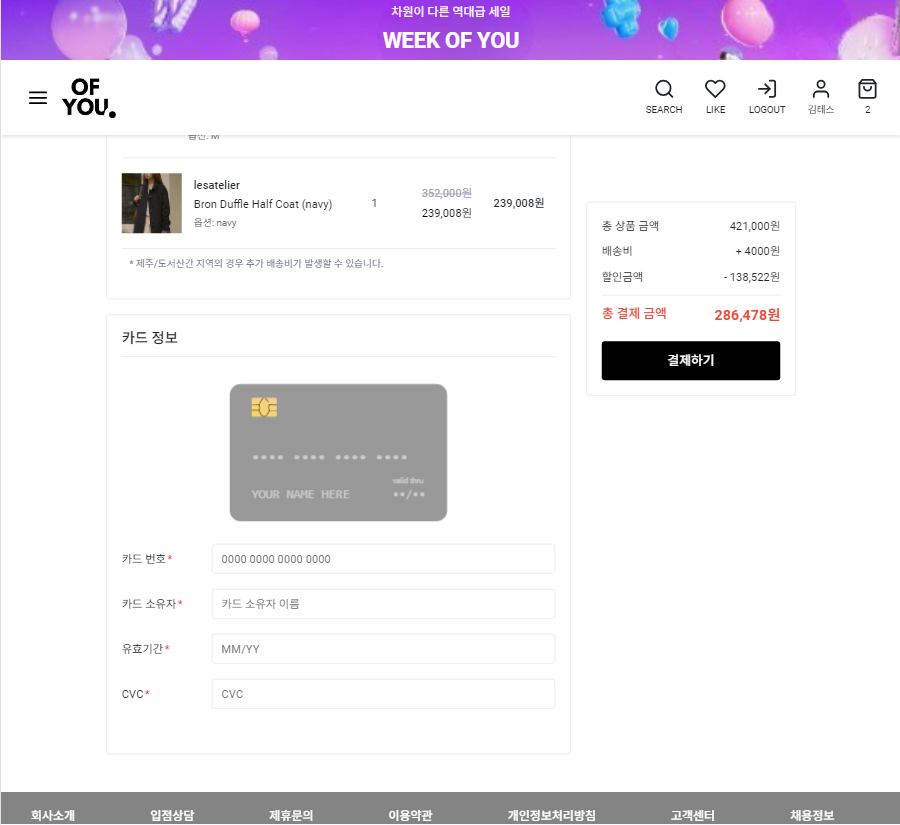 차원이 다른 역대급 세일
WEEK OF YOU
OF
YOU.
SEARCH
LIKE
LOGOUT
김테스
2
옵션: M
lesatelier
Bron Duffle Half Coat (navy)
옵션: navy
1
352,000원
239,008원
239,008원
* 제주/도서산간 지역의 경우 추가 배송비가 발생할 수 있습니다.
총 상품 금액 421,000원
배송비 + 4000원
할인금액 - 138,522원
총 결제 금액 286,478원
결제하기
카드 정보
•••• •••• •••• ••••
valid thru
YOUR NAME HERE ••/••
카드 번호* 0000 0000 0000 0000
카드 소유자* 카드 소유자 이름
유효기간* MM/YY
CVC* CVC
회사소개 입점상담 제휴문의 이용약관 개인정보처리방침 고객센터 채용정보